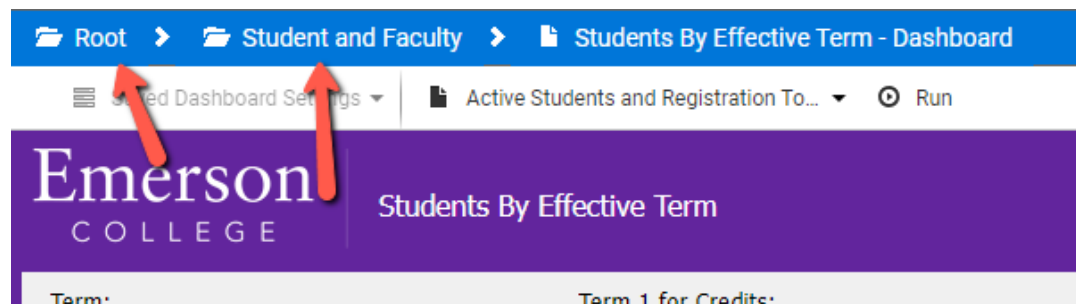 Root > Student and Faculty > Students By Effective Term - Dashboard
Dashboard Settings Active Students and Registration To... Run
Emerson
COLLEGE
Students By Effective Term
Term: Term 1 for Credits: